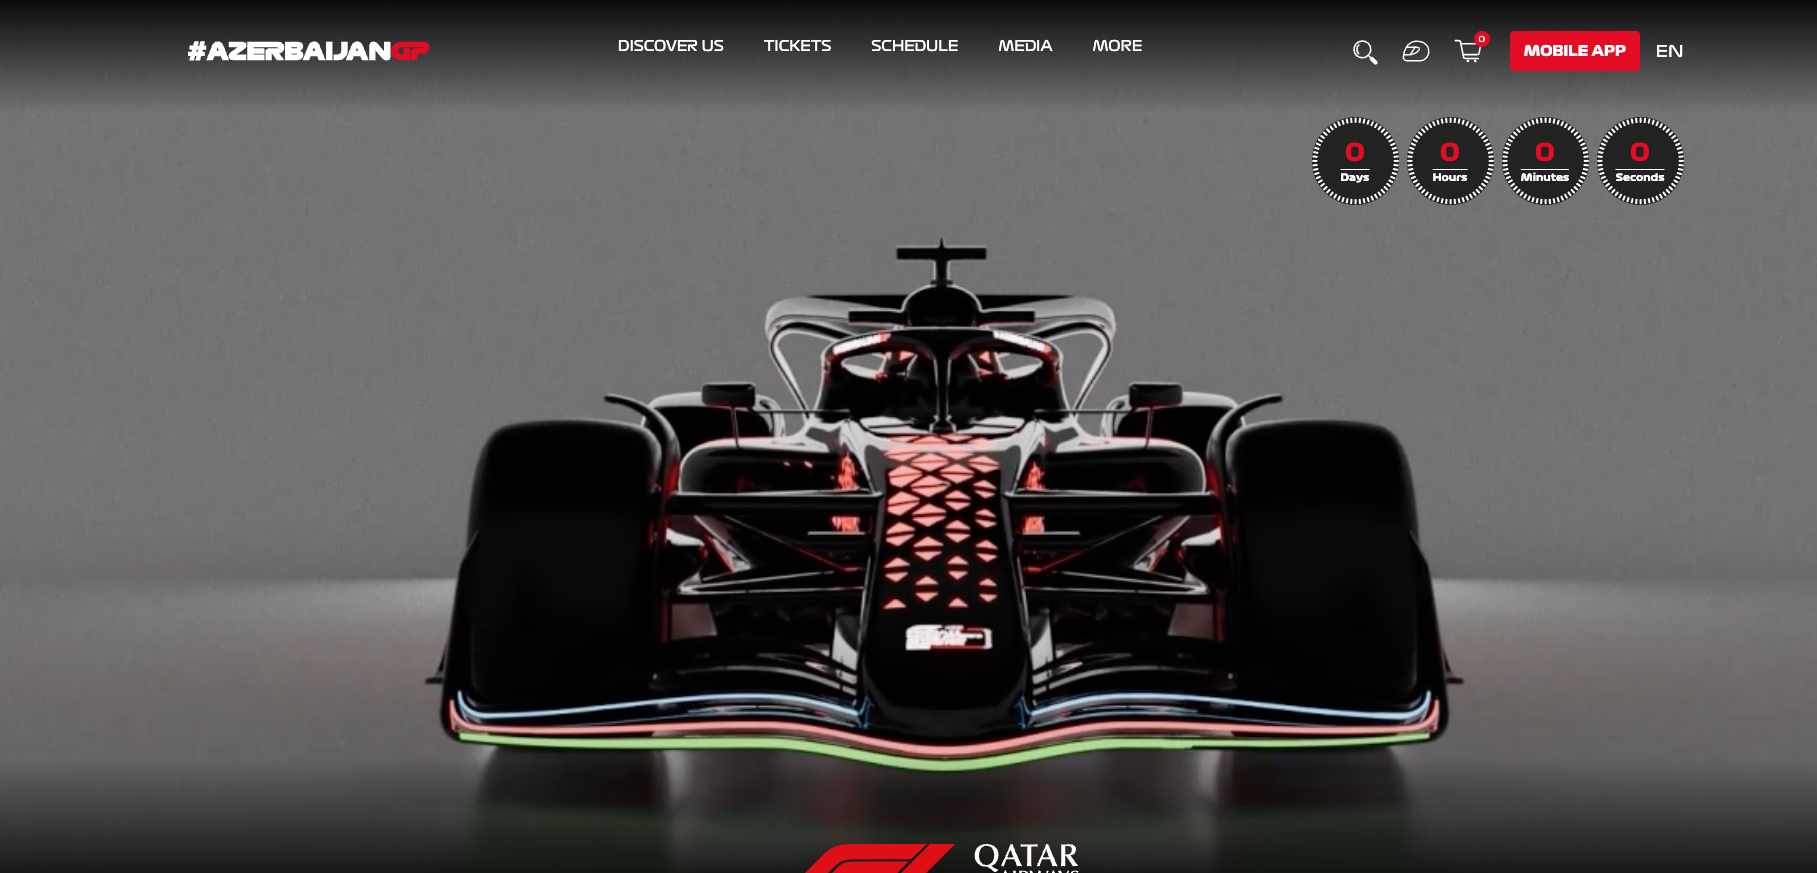 #AZERBAIJANGP
DISCOVER US
TICKETS
SCHEDULE
MEDIA
MORE
0
MOBILE APP
EN
0
Days
0
Hours
0
Minutes
0
Seconds
QATAR
AIRWAYS